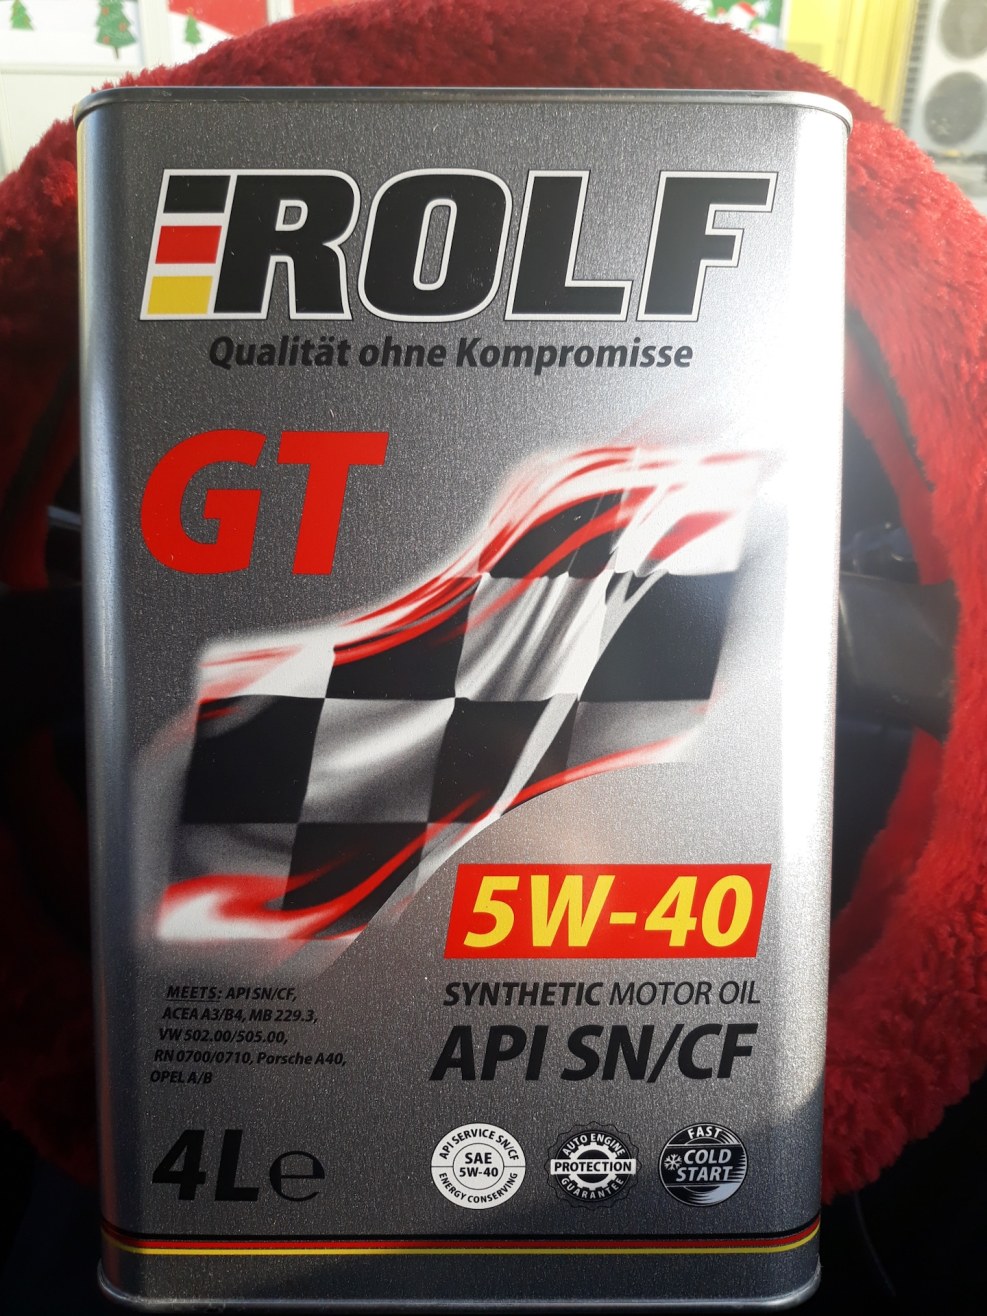 ROLF
Qualität ohne Kompromisse
GT
5W-40
SYNTHETIC MOTOR OIL
API SN/CF
MEETS: API SN/CF,
ACEA A3/B4, MB 229.3,
VW 502.00/505.00,
RN 0700/0710, Porsche A40,
OPEL A/B
4L e
API SERVICE SN/CF
SAE
5W-40
ENERGY CONSERVING
AUTO ENGINE
PROTECTION
GUARANTEE
FAST
COLD
START